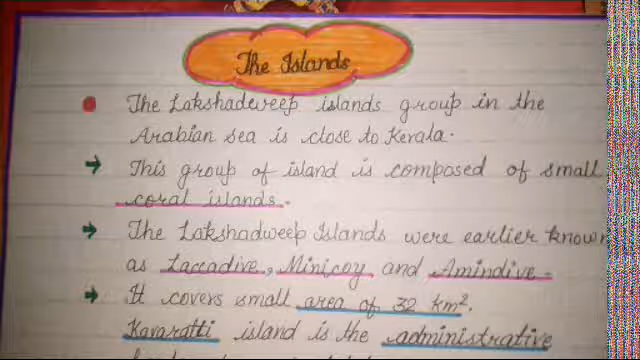 The Islands
The Lakshadweep islands group in the
Arabian sea is close to Kerala.
This group of island is composed of small
coral islands.
The Lakshadweep Islands were earlier known
as Laccadive, Minicoy and Amindive.
It covers small area of 32 km².
Kavaratti island is the administrative